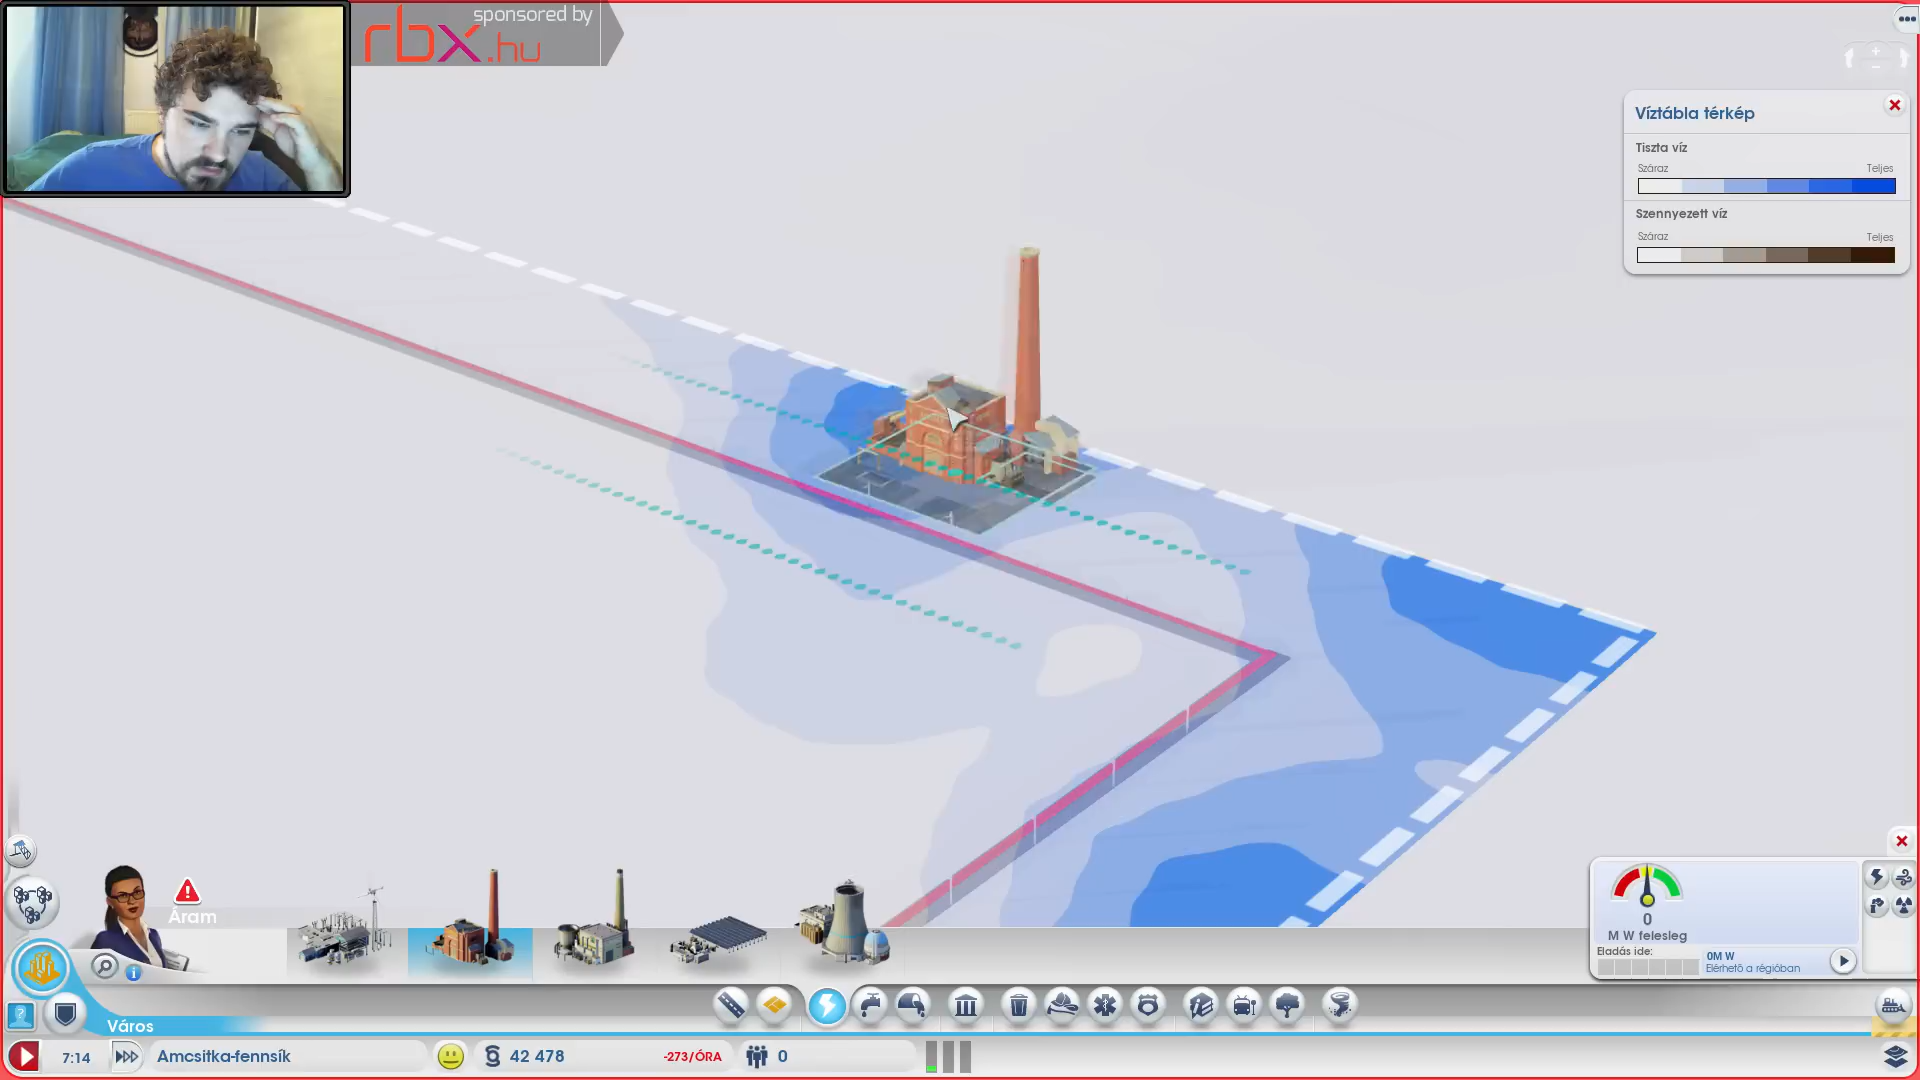 sponsored by
rbx.hu
Víztábla térkép
Tiszta víz
Száraz
Teljes
Szennyezett víz
Száraz
Teljes
Áram
0
M W felesleg
Eladás ide:
0M W
Elérhető a régióban
Város
7:14
Amcsitka-fennsík
42 478
-273/ÓRA
0